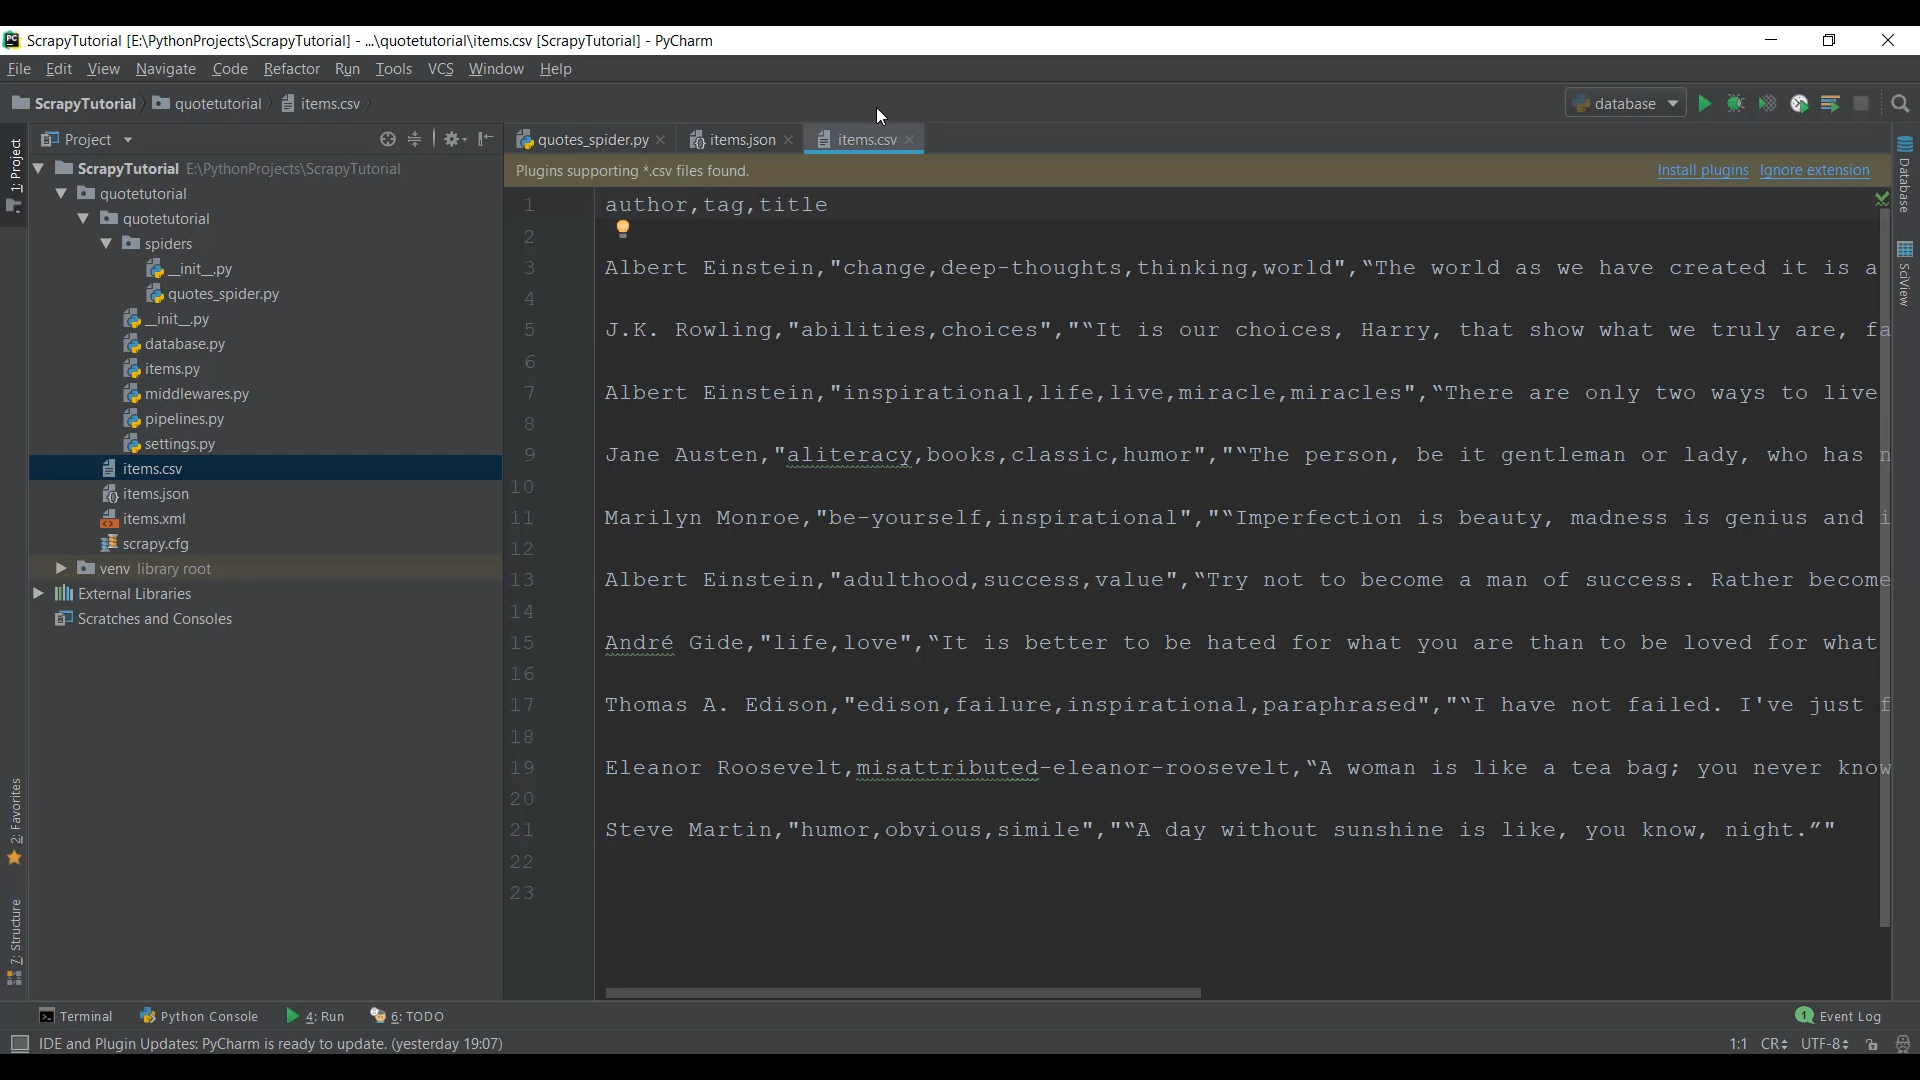 ScrapyTutorial [E:\PythonProjects\ScrapyTutorial] - ...\quotetutorial\items.csv [ScrapyTutorial] - PyCharm
File Edit View Navigate Code Refactor Run Tools VCS Window Help
ScrapyTutorial quotetutorial items.csv database
Project
quotes_spider.py items.json items.csv
Plugins supporting *.csv files found. Install plugins Ignore extension
1: Project
2: Favorites
7: Structure
ScrapyTutorial E:\PythonProjects\ScrapyTutorial
quotetutorial
quotetutorial
spiders
__init__.py
quotes_spider.py
__init__.py
database.py
items.py
middlewares.py
pipelines.py
settings.py
items.csv
items.json
items.xml
scrapy.cfg
venv library root
External Libraries
Scratches and Consoles
1 author,tag,title
2
3 Albert Einstein,"change,deep-thoughts,thinking,world",“The world as we have created it is a
4
5 J.K. Rowling,"abilities,choices","“It is our choices, Harry, that show what we truly are, fa
6
7 Albert Einstein,"inspirational,life,live,miracle,miracles",“There are only two ways to live
8
9 Jane Austen,"aliteracy,books,classic,humor","“The person, be it gentleman or lady, who has n
10
11 Marilyn Monroe,"be-yourself,inspirational","“Imperfection is beauty, madness is genius and i
12
13 Albert Einstein,"adulthood,success,value",“Try not to become a man of success. Rather become
14
15 André Gide,"life,love",“It is better to be hated for what you are than to be loved for what
16
17 Thomas A. Edison,"edison,failure,inspirational,paraphrased","“I have not failed. I've just f
18
19 Eleanor Roosevelt,misattributed-eleanor-roosevelt,“A woman is like a tea bag; you never know
20
21 Steve Martin,"humor,obvious,simile","“A day without sunshine is like, you know, night.”"
22
23
Database
SciView
Terminal Python Console 4: Run 6: TODO 1 Event Log
IDE and Plugin Updates: PyCharm is ready to update. (yesterday 19:07) 1:1 CR UTF-8